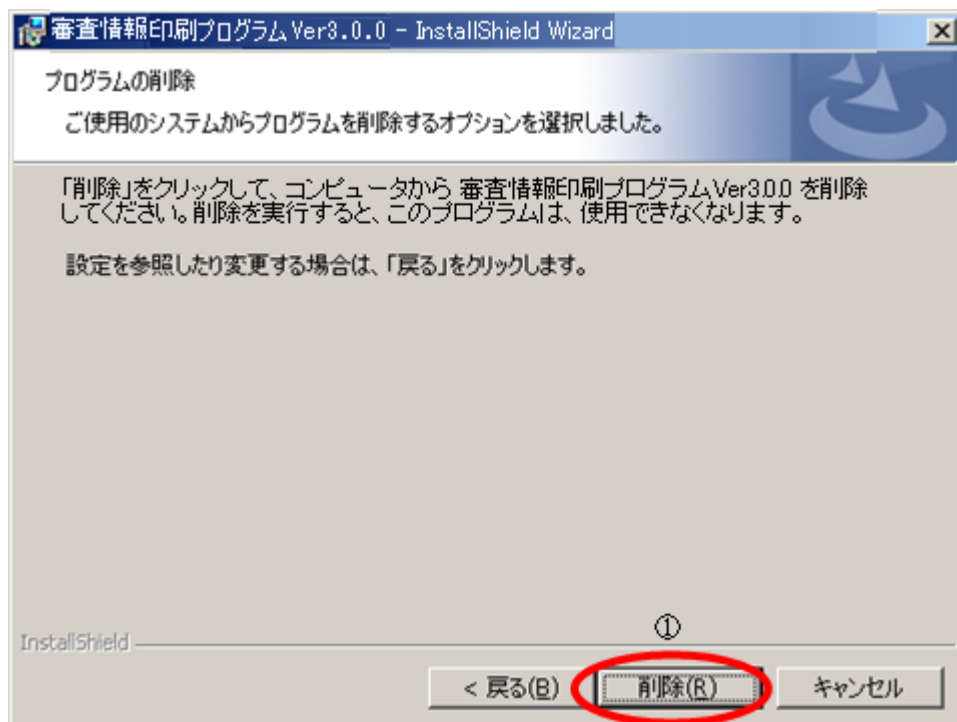 審査情報印刷プログラムVer3.0.0 - InstallShield Wizard
プログラムの削除
ご使用のシステムからプログラムを削除するオプションを選択しました。
「削除」をクリックして、コンピュータから 審査情報印刷プログラムVer3.0.0 を削除
してください。削除を実行すると、このプログラムは、使用できなくなります。
設定を参照したり変更する場合は、「戻る」をクリックします。
①
InstallShield
< 戻る(B) 削除(R) キャンセル